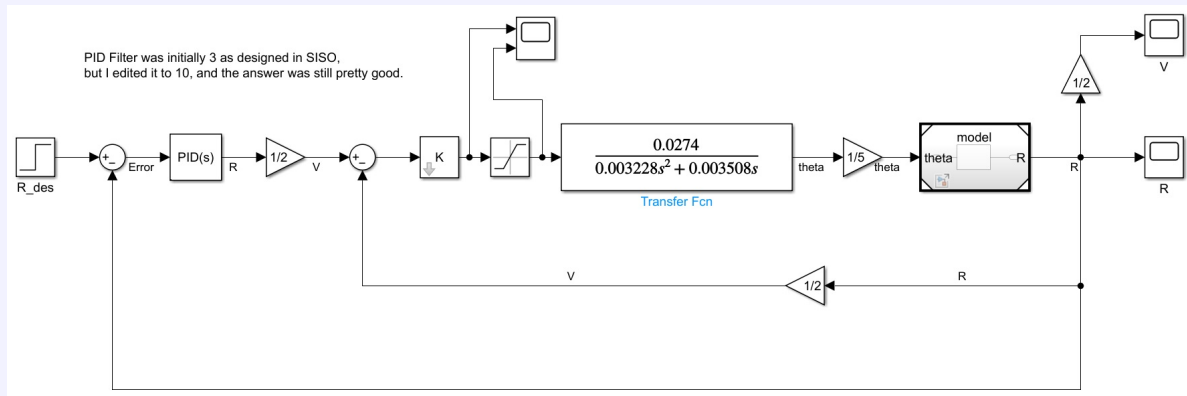 PID Filter was initially 3 as designed in SISO,
but I edited it to 10, and the answer was still pretty good.
V
1/2
R_des
+
−
Error
PID(s)
R
1/2
V
+
−
K
0.0274
0.003228s² + 0.003508s
Transfer Fcn
theta
1/5
theta
model
theta
R
R
R
V
1/2
R